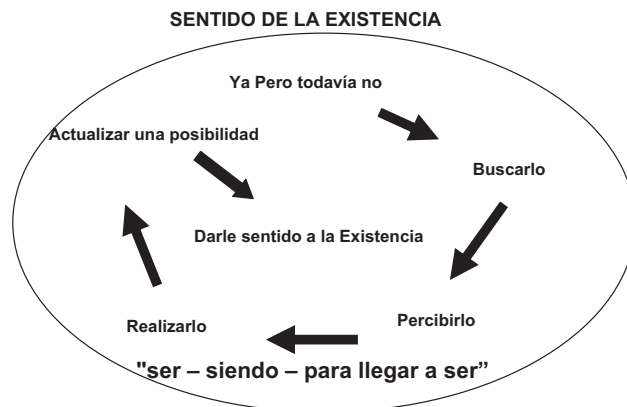 SENTIDO DE LA EXISTENCIA
Ya Pero todavía no
Actualizar una posibilidad
Buscarlo
Darle sentido a la Existencia
Realizarlo
Percibirlo
"ser – siendo – para llegar a ser”